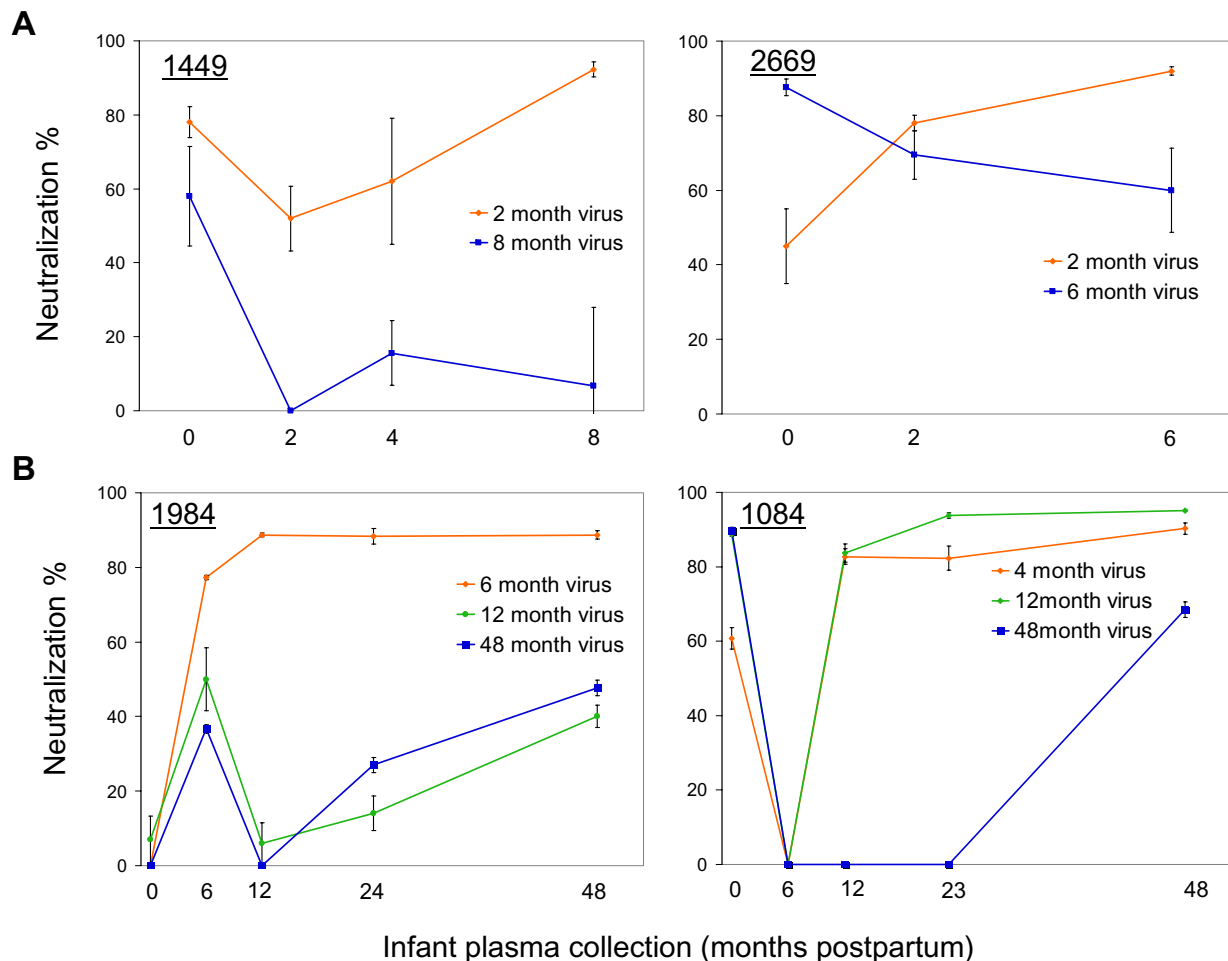 A
1449
Neutralization %
100
80
60
40
20
0
2 month virus
8 month virus
0 2 4 8
2669
100
80
60
40
20
0
2 month virus
6 month virus
0 2 6
B
1984
Neutralization %
100
80
60
40
20
0
6 month virus
12 month virus
48 month virus
0 6 12 24 48
1084
100
80
60
40
20
0
4 month virus
12month virus
48month virus
0 6 12 23 48
Infant plasma collection (months postpartum)